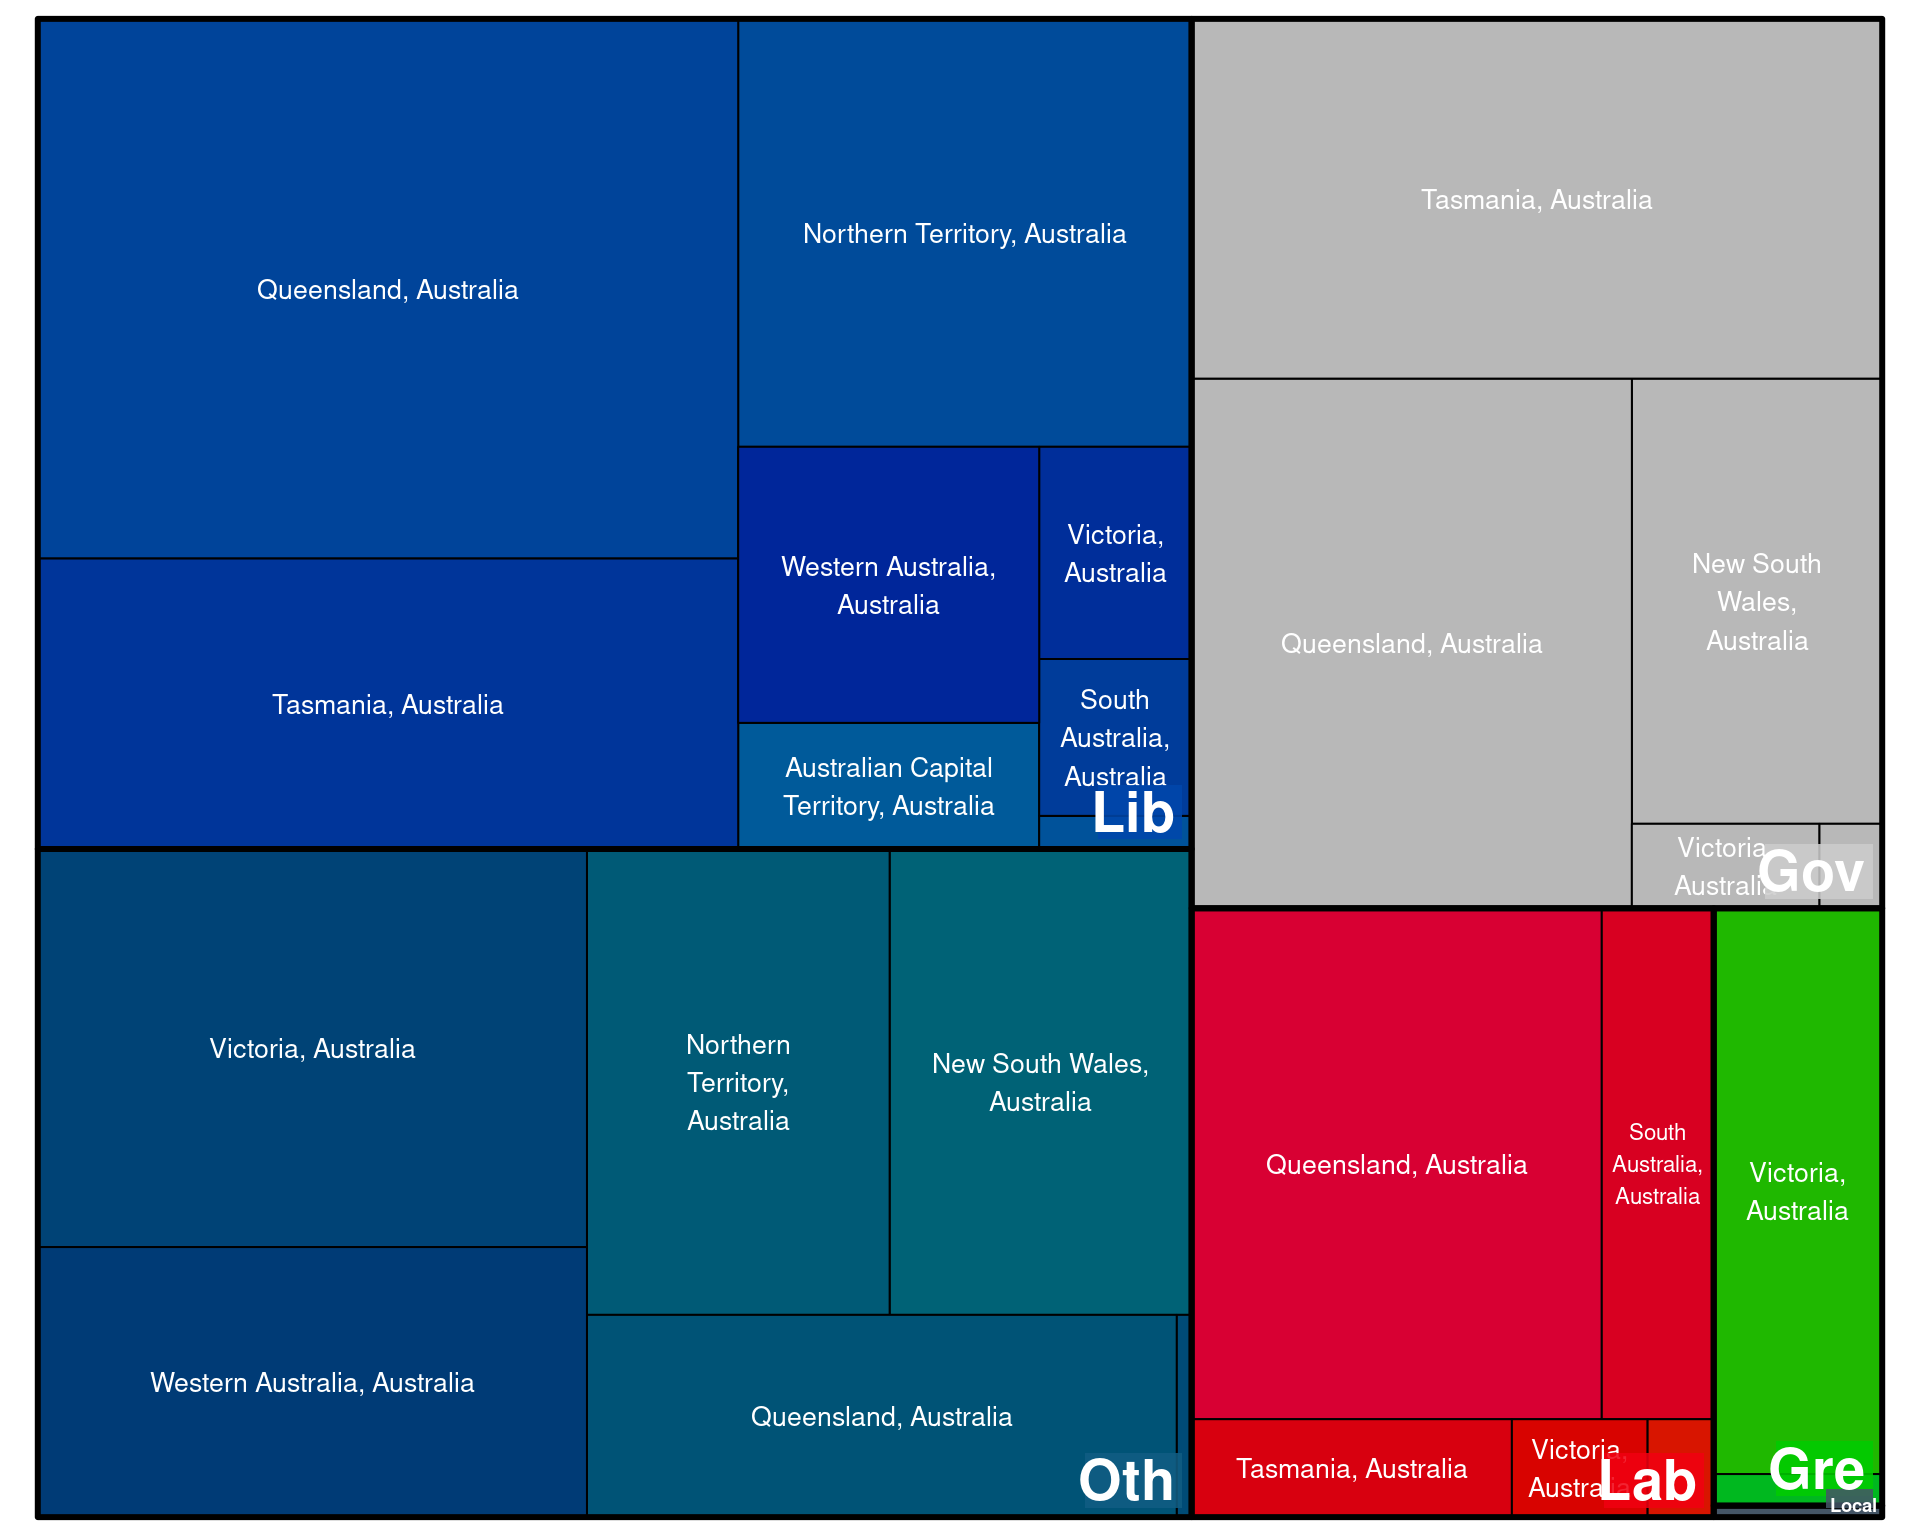 Queensland, Australia
Northern Territory, Australia
Tasmania, Australia
Western Australia,
Australia
Victoria,
Australia
South
Australia,
Australia
Australian Capital
Territory, Australia
Lib
Tasmania, Australia
Queensland, Australia
New South
Wales,
Australia
Victoria,
Australia
Gov
Victoria, Australia
Northern
Territory,
Australia
New South Wales,
Australia
Western Australia, Australia
Queensland, Australia
Oth
Queensland, Australia
South
Australia,
Australia
Tasmania, Australia
Victoria,
Australia
Lab
Victoria,
Australia
Gre
Local